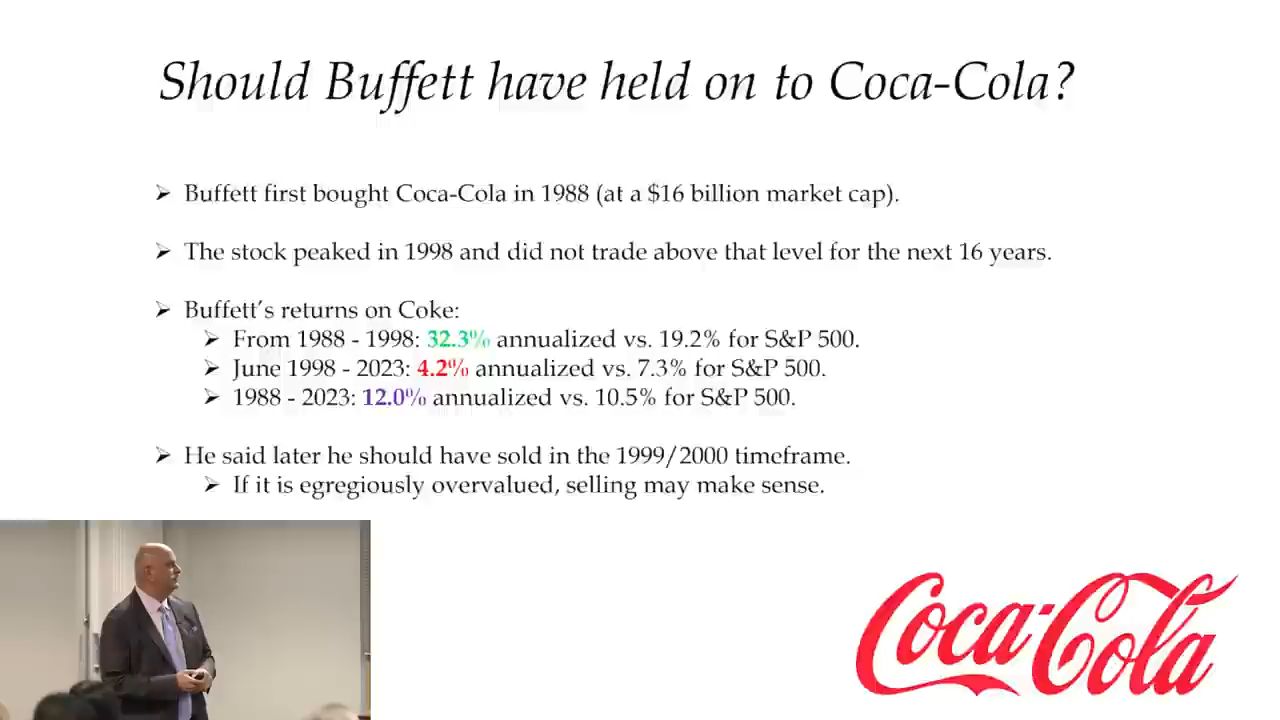 Should Buffett have held on to Coca-Cola?
Buffett first bought Coca-Cola in 1988 (at a $16 billion market cap).
The stock peaked in 1998 and did not trade above that level for the next 16 years.
Buffett’s returns on Coke:
From 1988 - 1998: 32.3% annualized vs. 19.2% for S&P 500.
June 1998 - 2023: 4.2% annualized vs. 7.3% for S&P 500.
1988 - 2023: 12.0% annualized vs. 10.5% for S&P 500.
He said later he should have sold in the 1999/2000 timeframe.
If it is egregiously overvalued, selling may make sense.
Coca-Cola